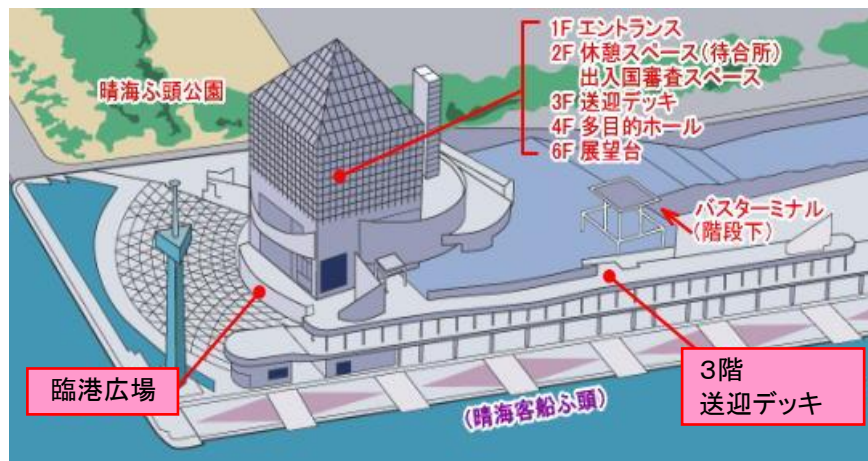 1F エントランス
2F 休憩スペース(待合所)
出入国審査スペース
3F 送迎デッキ
4F 多目的ホール
6F 展望台
晴海ふ頭公園
バスターミナル
(階段下)
臨港広場
3階
送迎デッキ
(晴海客船ふ頭)